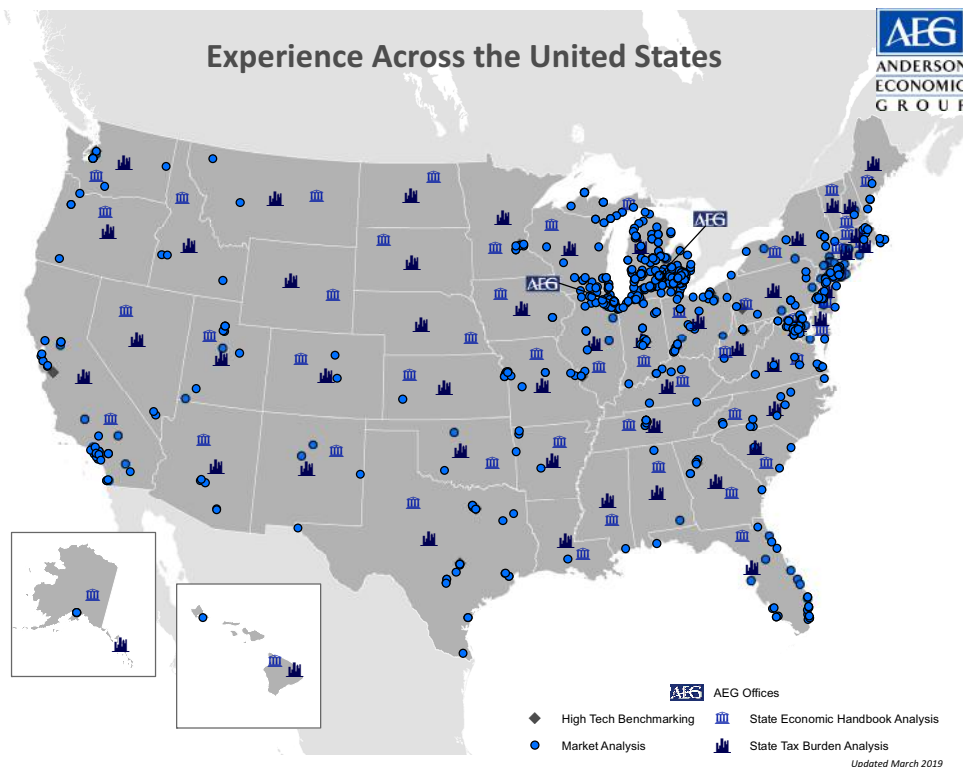 Experience Across the United States
AEG
ANDERSON
ECONOMIC
GROUP
AEG
AEG
AEG AEG Offices
High Tech Benchmarking State Economic Handbook Analysis
Market Analysis State Tax Burden Analysis
Updated March 2019